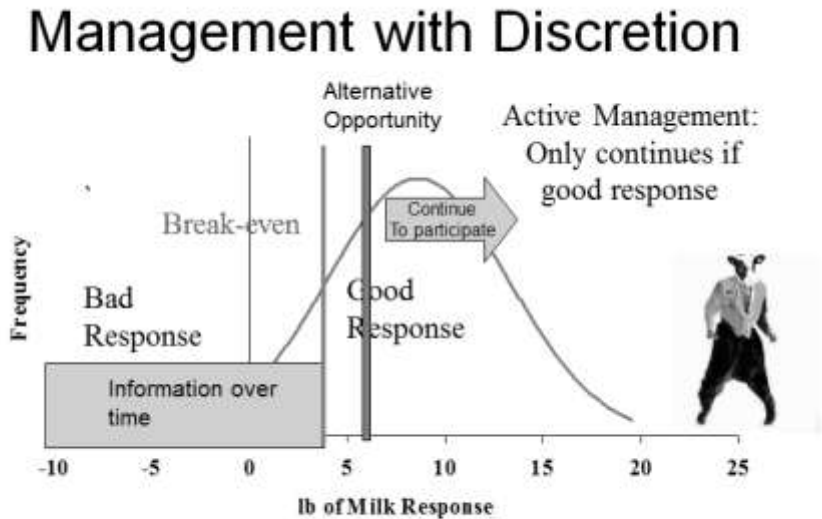 Management with Discretion
Alternative
Opportunity
Active Management:
Only continues if
good response
Continue
To participate
Break-even
Frequency
Bad
Response
Good
Response
Information over
time
-10 -5 0 5 10 15 20 25
lb of Milk Response